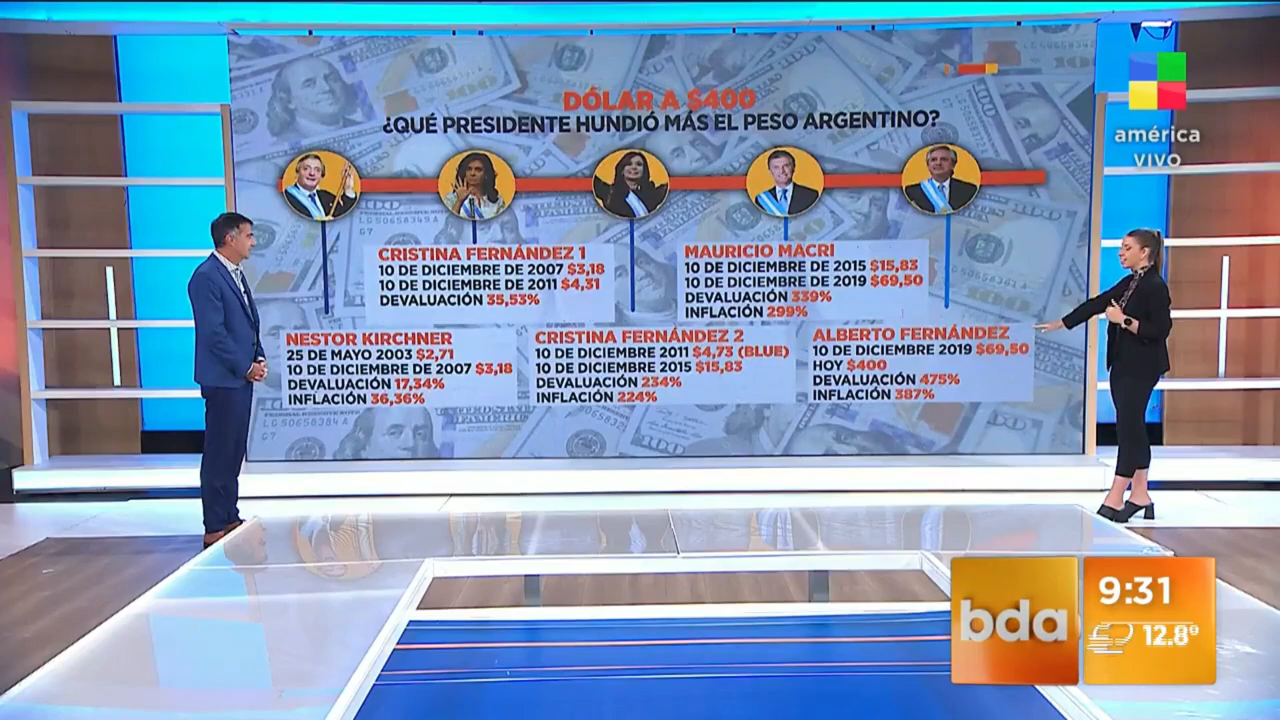 DÓLAR A $400
¿QUÉ PRESIDENTE HUNDIÓ MÁS EL PESO ARGENTINO?
américa
VIVO
CRISTINA FERNÁNDEZ 1
10 DE DICIEMBRE DE 2007 $3,18
10 DE DICIEMBRE DE 2011 $4,31
DEVALUACIÓN 35,53%
MAURICIO MACRI
10 DE DICIEMBRE DE 2015 $15,83
10 DE DICIEMBRE DE 2019 $69,50
DEVALUACIÓN 339%
INFLACIÓN 299%
NESTOR KIRCHNER
25 DE MAYO 2003 $2,71
10 DE DICIEMBRE DE 2007 $3,18
DEVALUACIÓN 17,34%
INFLACIÓN 36,36%
CRISTINA FERNÁNDEZ 2
10 DE DICIEMBRE 2011 $4,73 (BLUE)
10 DE DICIEMBRE 2015 $15,83
DEVALUACIÓN 234%
INFLACIÓN 224%
ALBERTO FERNÁNDEZ
10 DE DICIEMBRE 2019 $69,50
HOY $400
DEVALUACIÓN 475%
INFLACIÓN 387%
bda
9:31
12.8º